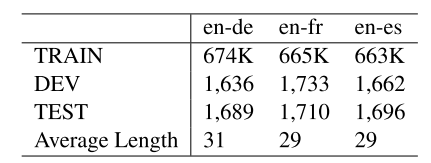 en-de en-fr en-es
TRAIN 674K 665K 663K
DEV 1,636 1,733 1,662
TEST 1,689 1,710 1,696
Average Length 31 29 29